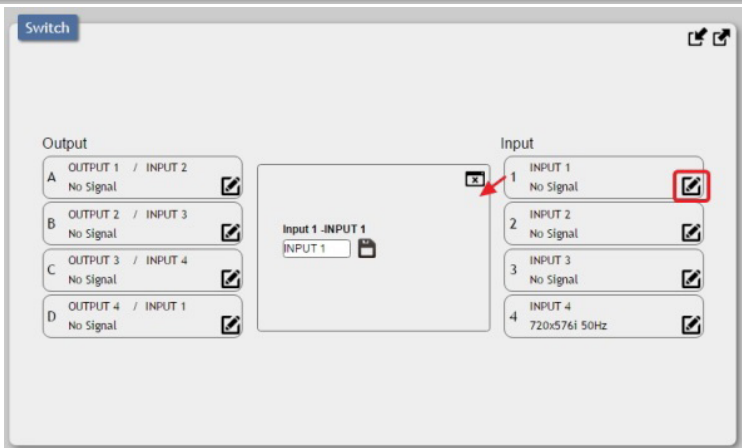 Switch
Output
A
OUTPUT 1 / INPUT 2
No Signal
B
OUTPUT 2 / INPUT 3
No Signal
C
OUTPUT 3 / INPUT 4
No Signal
D
OUTPUT 4 / INPUT 1
No Signal
Input 1 -INPUT 1
INPUT 1
Input
1
INPUT 1
No Signal
2
INPUT 2
No Signal
3
INPUT 3
No Signal
4
INPUT 4
720x576i 50Hz